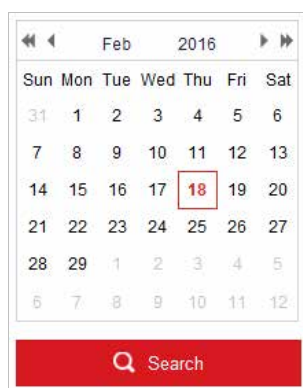 Feb 2016
Sun Mon Tue Wed Thu Fri Sat
31 1 2 3 4 5 6
7 8 9 10 11 12 13
14 15 16 17 18 19 20
21 22 23 24 25 26 27
28 29 1 2 3 4 5
6 7 8 9 10 11 12
Search